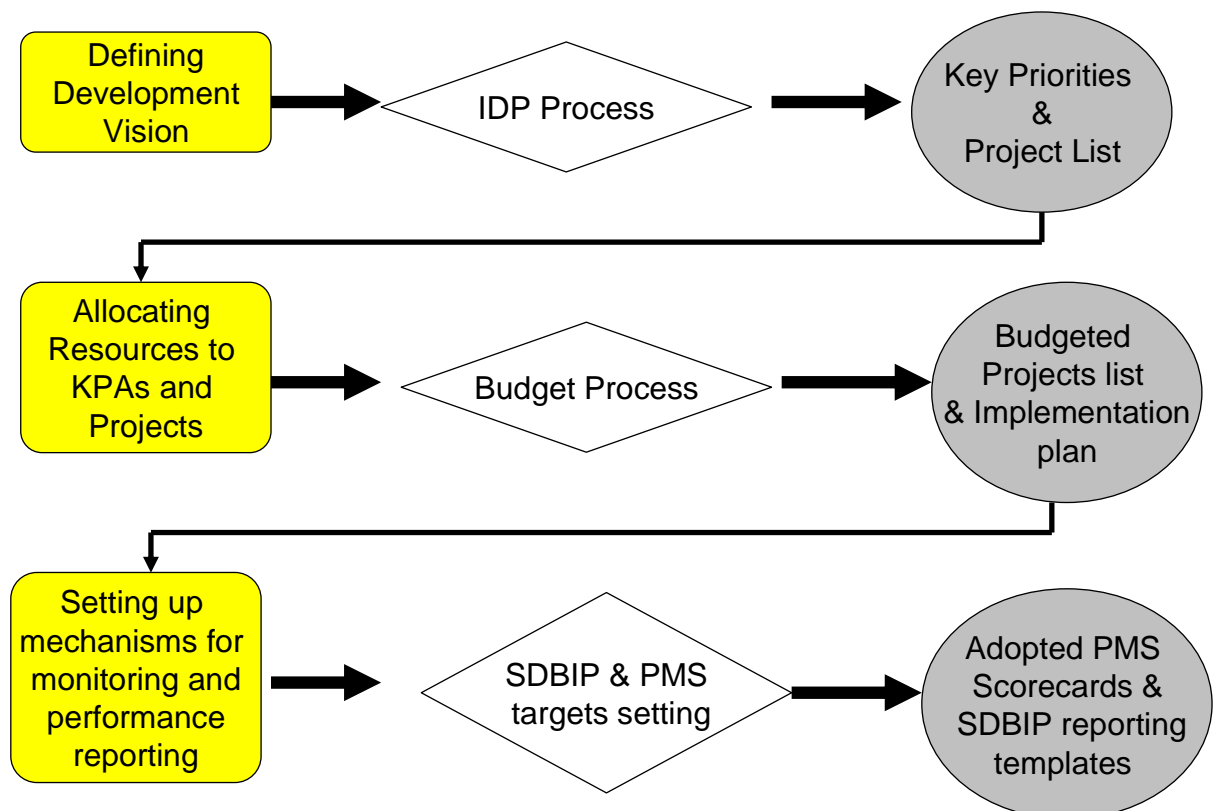 Defining
Development
Vision
IDP Process
Key Priorities
&
Project List
Allocating
Resources to
KPAs and
Projects
Budget Process
Budgeted
Projects list
& Implementation
plan
Setting up
mechanisms for
monitoring and
performance
reporting
SDBIP & PMS
targets setting
Adopted PMS
Scorecards &
SDBIP reporting
templates